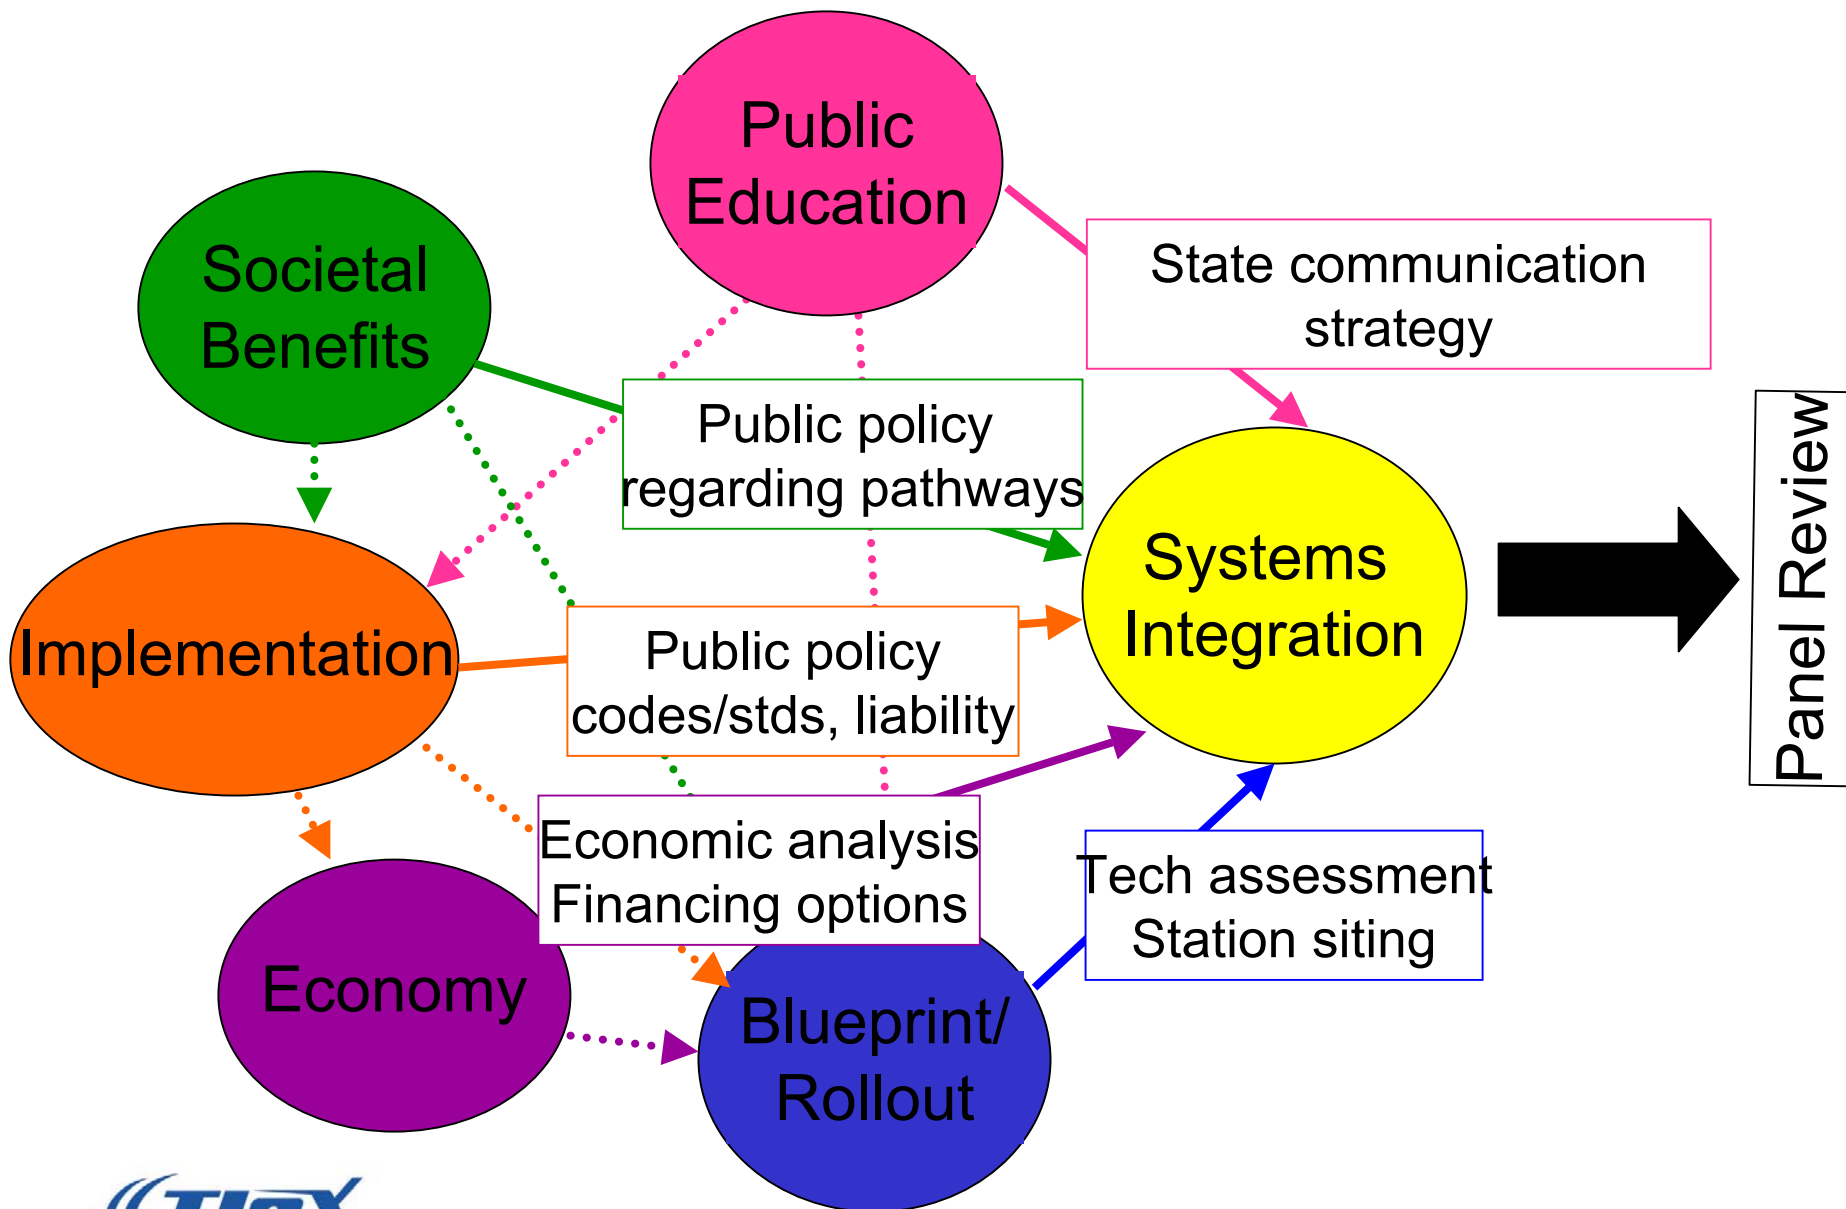 Public
Education
Societal
Benefits
State communication
strategy
Public policy
regarding pathways
Systems
Integration
Panel Review
Implementation
Public policy
codes/stds, liability
Economic analysis
Financing options
Tech assessment
Station siting
Economy
Blueprint/
Rollout
TIAX